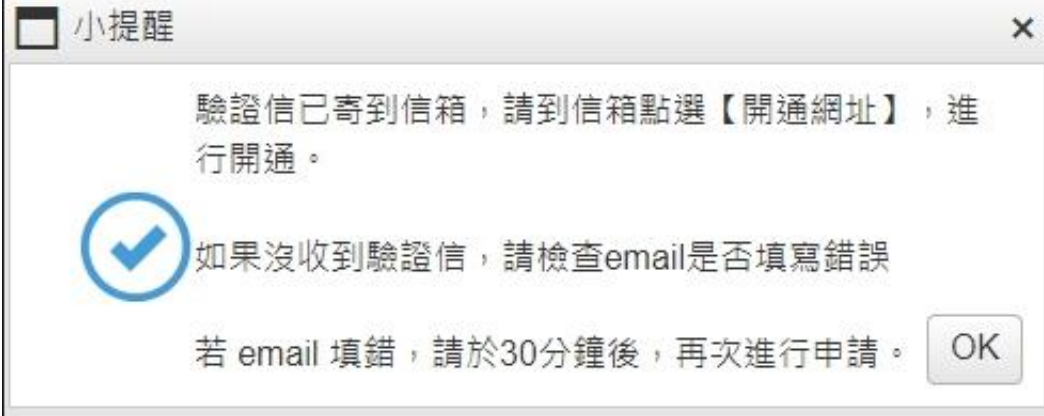 小提醒
驗證信已寄到信箱，請到信箱點選【開通網址】，進
行開通。
如果沒收到驗證信，請檢查email是否填寫錯誤
若 email 填錯，請於30分鐘後，再次進行申請。
OK